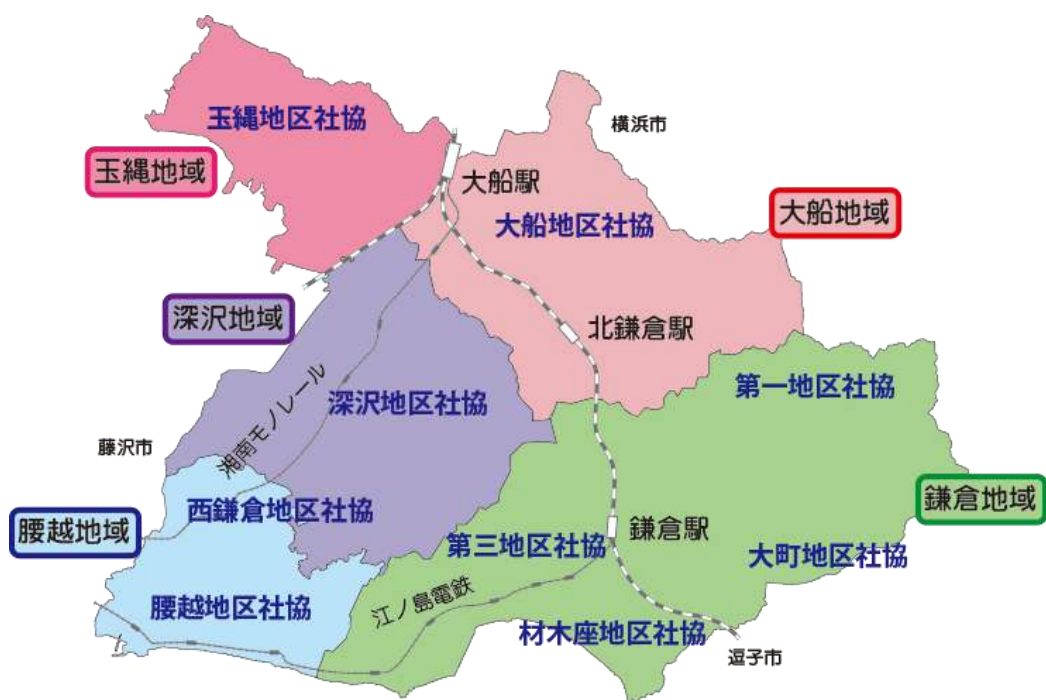 玉縄地区社協
横浜市
玉縄地域
大船駅
大船地区社協
大船地域
深沢地域
北鎌倉駅
第一地区社協
深沢地区社協
湘南モノレール
藤沢市
西鎌倉地区社協
鎌倉地域
腰越地域
第三地区社協
鎌倉駅
大町地区社協
腰越地区社協
江ノ島電鉄
材木座地区社協
逗子市